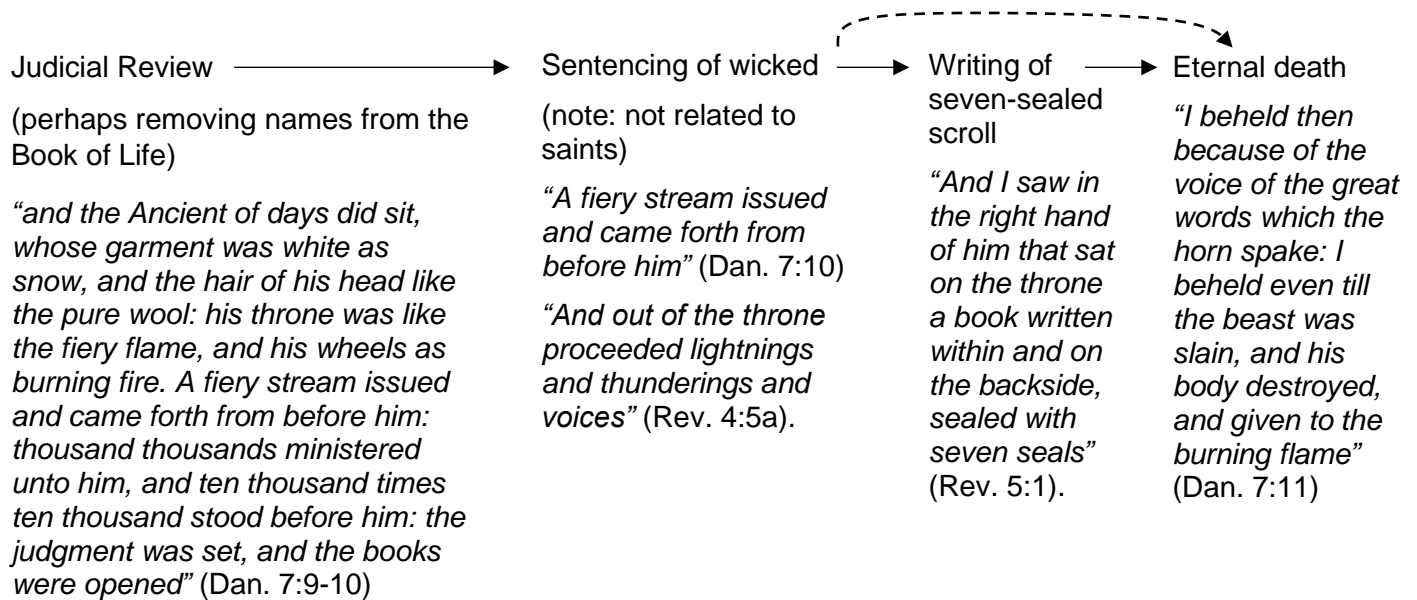 Judicial Review
(perhaps removing names from the
Book of Life)
“and the Ancient of days did sit,
whose garment was white as
snow, and the hair of his head like
the pure wool: his throne was like
the fiery flame, and his wheels as
burning fire. A fiery stream issued
and came forth from before him:
thousand thousands ministered
unto him, and ten thousand times
ten thousand stood before him: the
judgment was set, and the books
were opened” (Dan. 7:9-10)
Sentencing of wicked
(note: not related to
saints)
“A fiery stream issued
and came forth from
before him” (Dan. 7:10)
“And out of the throne
proceeded lightnings
and thunderings and
voices” (Rev. 4:5a).
Writing of
seven-sealed
scroll
“And I saw in
the right hand
of him that sat
on the throne
a book written
within and on
the backside,
sealed with
seven seals”
(Rev. 5:1).
Eternal death
“I beheld then
because of the
voice of the great
words which the
horn spake: I
beheld even till
the beast was
slain, and his
body destroyed,
and given to the
burning flame”
(Dan. 7:11)